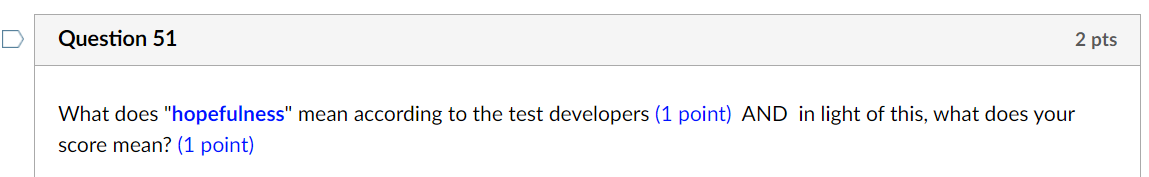 Question 51
2 pts
What does "hopefulness" mean according to the test developers (1 point) AND in light of this, what does your
score mean? (1 point)